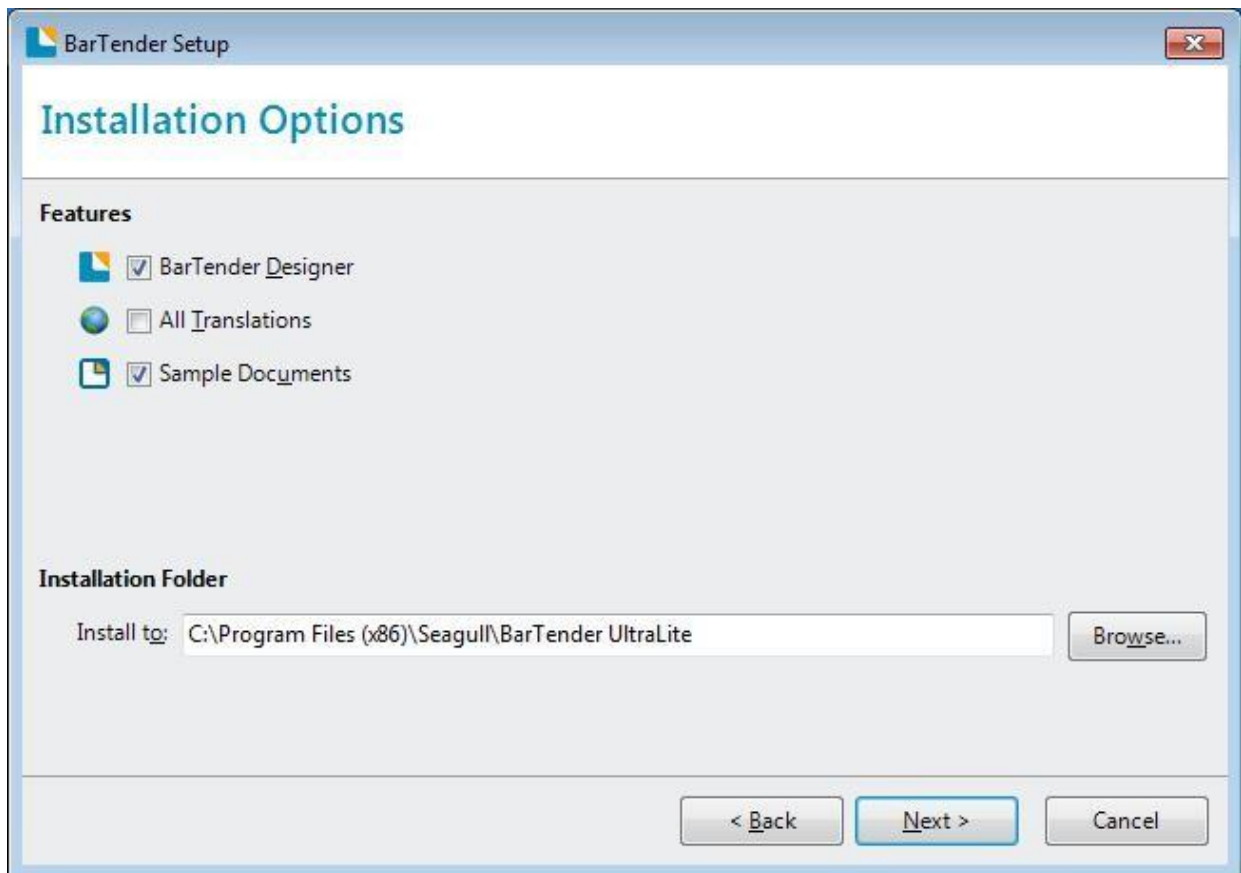 BarTender Setup
Installation Options
Features
BarTender Designer
All Translations
Sample Documents
Installation Folder
Install to: C:\Program Files (x86)\Seagull\BarTender UltraLite Browse...
< Back Next > Cancel